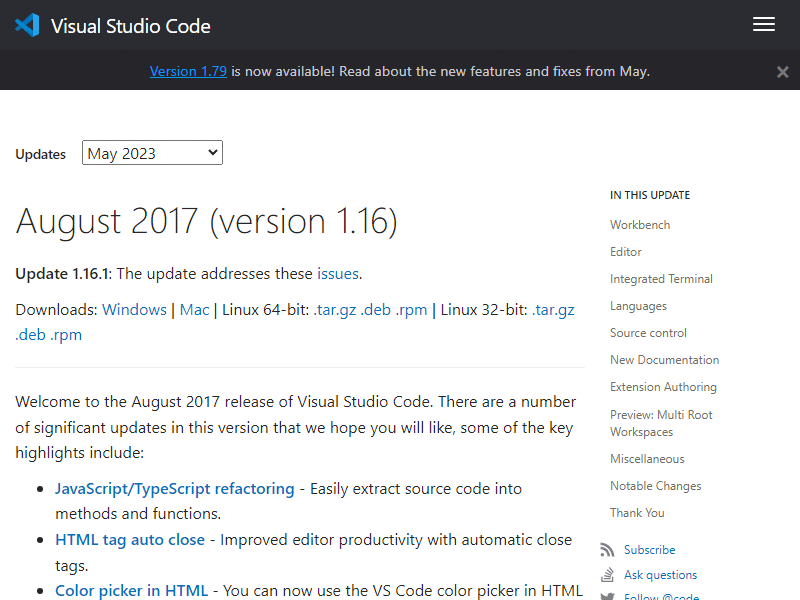 Visual Studio Code
Version 1.79 is now available! Read about the new features and fixes from May.
Updates
May 2023
August 2017 (version 1.16)
Update 1.16.1: The update addresses these issues.
Downloads: Windows | Mac | Linux 64-bit: .tar.gz .deb .rpm | Linux 32-bit: .tar.gz
.deb .rpm
Welcome to the August 2017 release of Visual Studio Code. There are a number
of significant updates in this version that we hope you will like, some of the key
highlights include:
JavaScript/TypeScript refactoring - Easily extract source code into
methods and functions.
HTML tag auto close - Improved editor productivity with automatic close
tags.
Color picker in HTML - You can now use the VS Code color picker in HTML
IN THIS UPDATE
Workbench
Editor
Integrated Terminal
Languages
Source control
New Documentation
Extension Authoring
Preview: Multi Root
Workspaces
Miscellaneous
Notable Changes
Thank You
Subscribe
Ask questions
Follow @code